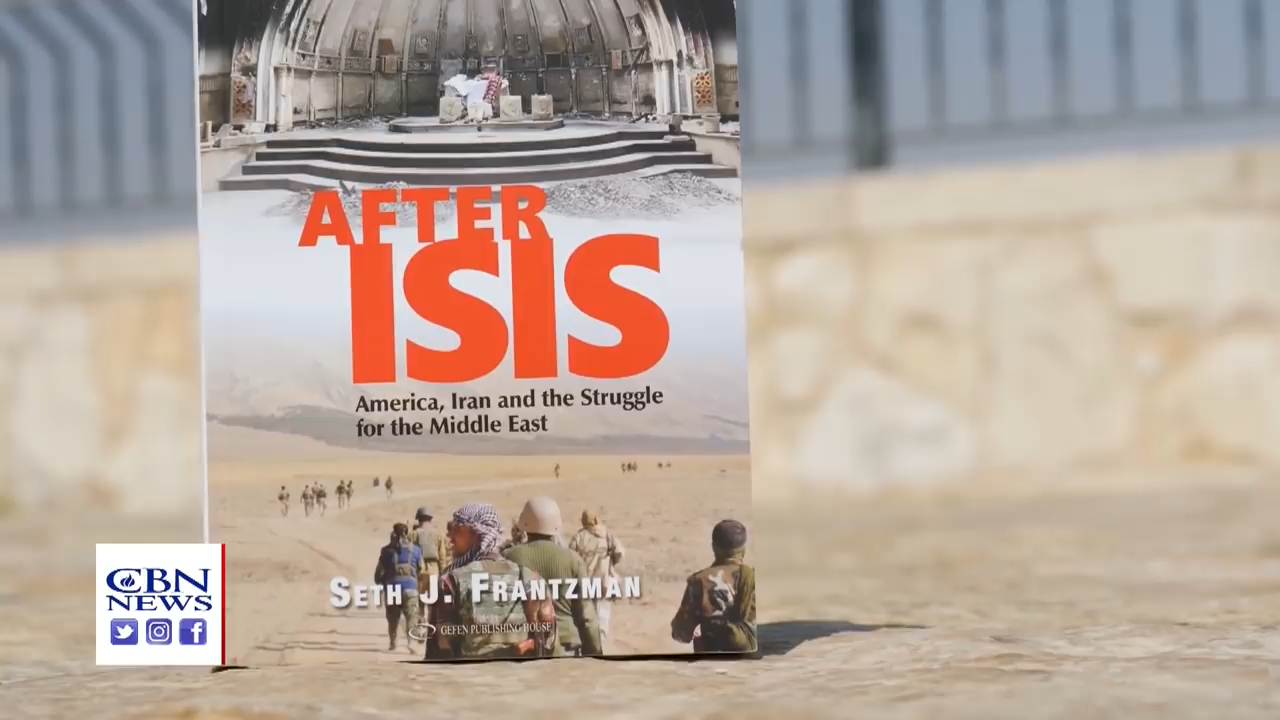 AFTER
ISIS
America, Iran and the Struggle
for the Middle East
SETH J. FRANTZMAN
GEFEN PUBLISHING HOUSE
CBN
NEWS